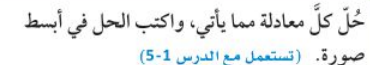 حُلّ كلَّ معادلة مما يأتي، واكتب الحل في أبسط
صورة. (تستعمل مع الدرس 1-5)